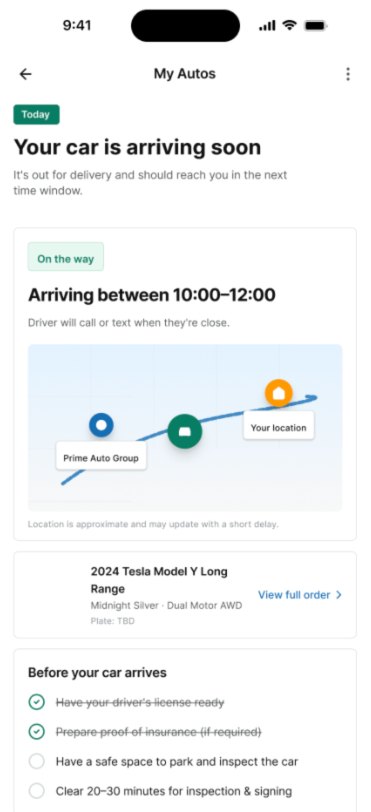 9:41
My Autos
Today
Your car is arriving soon
It's out for delivery and should reach you in the next
time window.
On the way
Arriving between 10:00–12:00
Driver will call or text when they're close.
Prime Auto Group
Your location
Location is approximate and may update with a short delay.
2024 Tesla Model Y Long
Range
Midnight Silver · Dual Motor AWD
Plate: TBD
View full order
Before your car arrives
Have your driver's license ready
Prepare proof of insurance (if required)
Have a safe space to park and inspect the car
Clear 20–30 minutes for inspection & signing